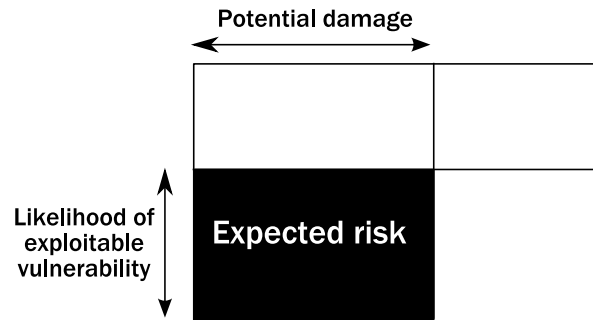 Potential damage
Likelihood of
exploitable
vulnerability
Expected risk